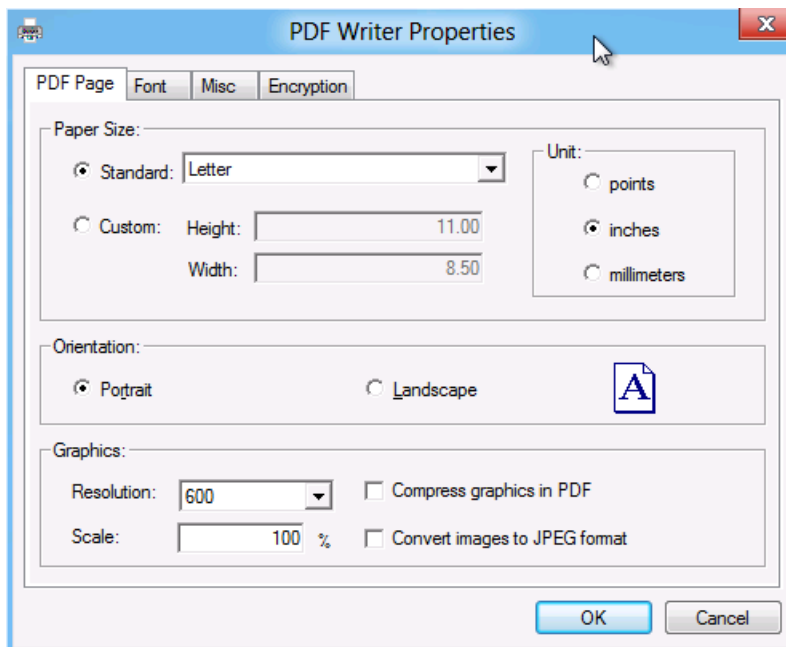 PDF Writer Properties
X
PDF Page Font Misc Encryption
Paper Size:
Standard: Letter
Custom: Height: 11.00
Width: 8.50
Unit:
points
inches
millimeters
Orientation:
Portrait Landscape
A
Graphics:
Resolution: 600 Compress graphics in PDF
Scale: 100 % Convert images to JPEG format
OK Cancel